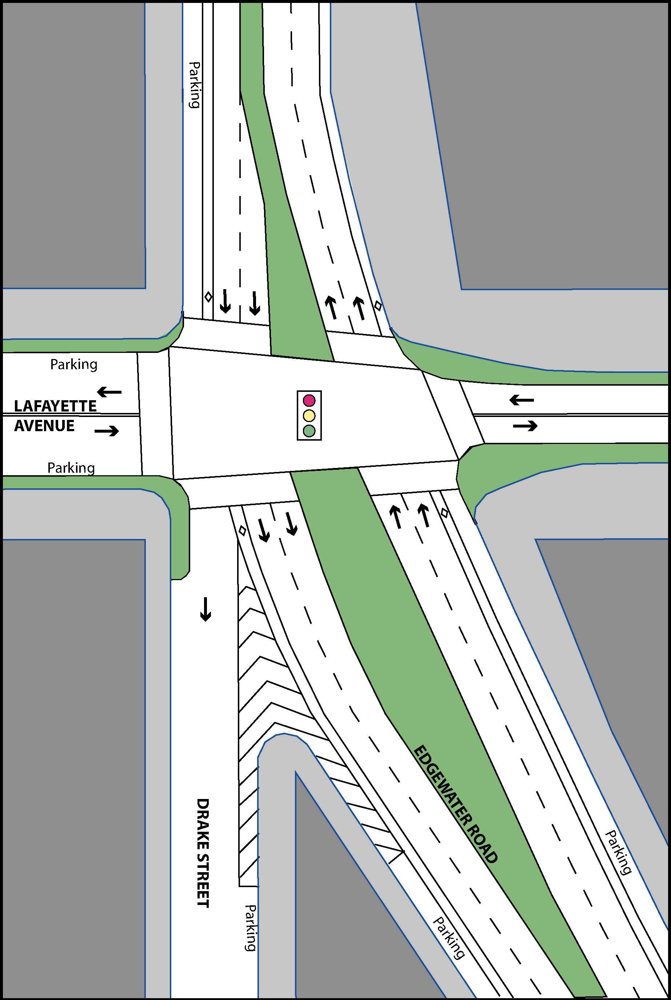 Parking
Parking
LAFAYETTE
AVENUE
Parking
EDGEWATER ROAD
DRAKE STREET
Parking
Parking
Parking